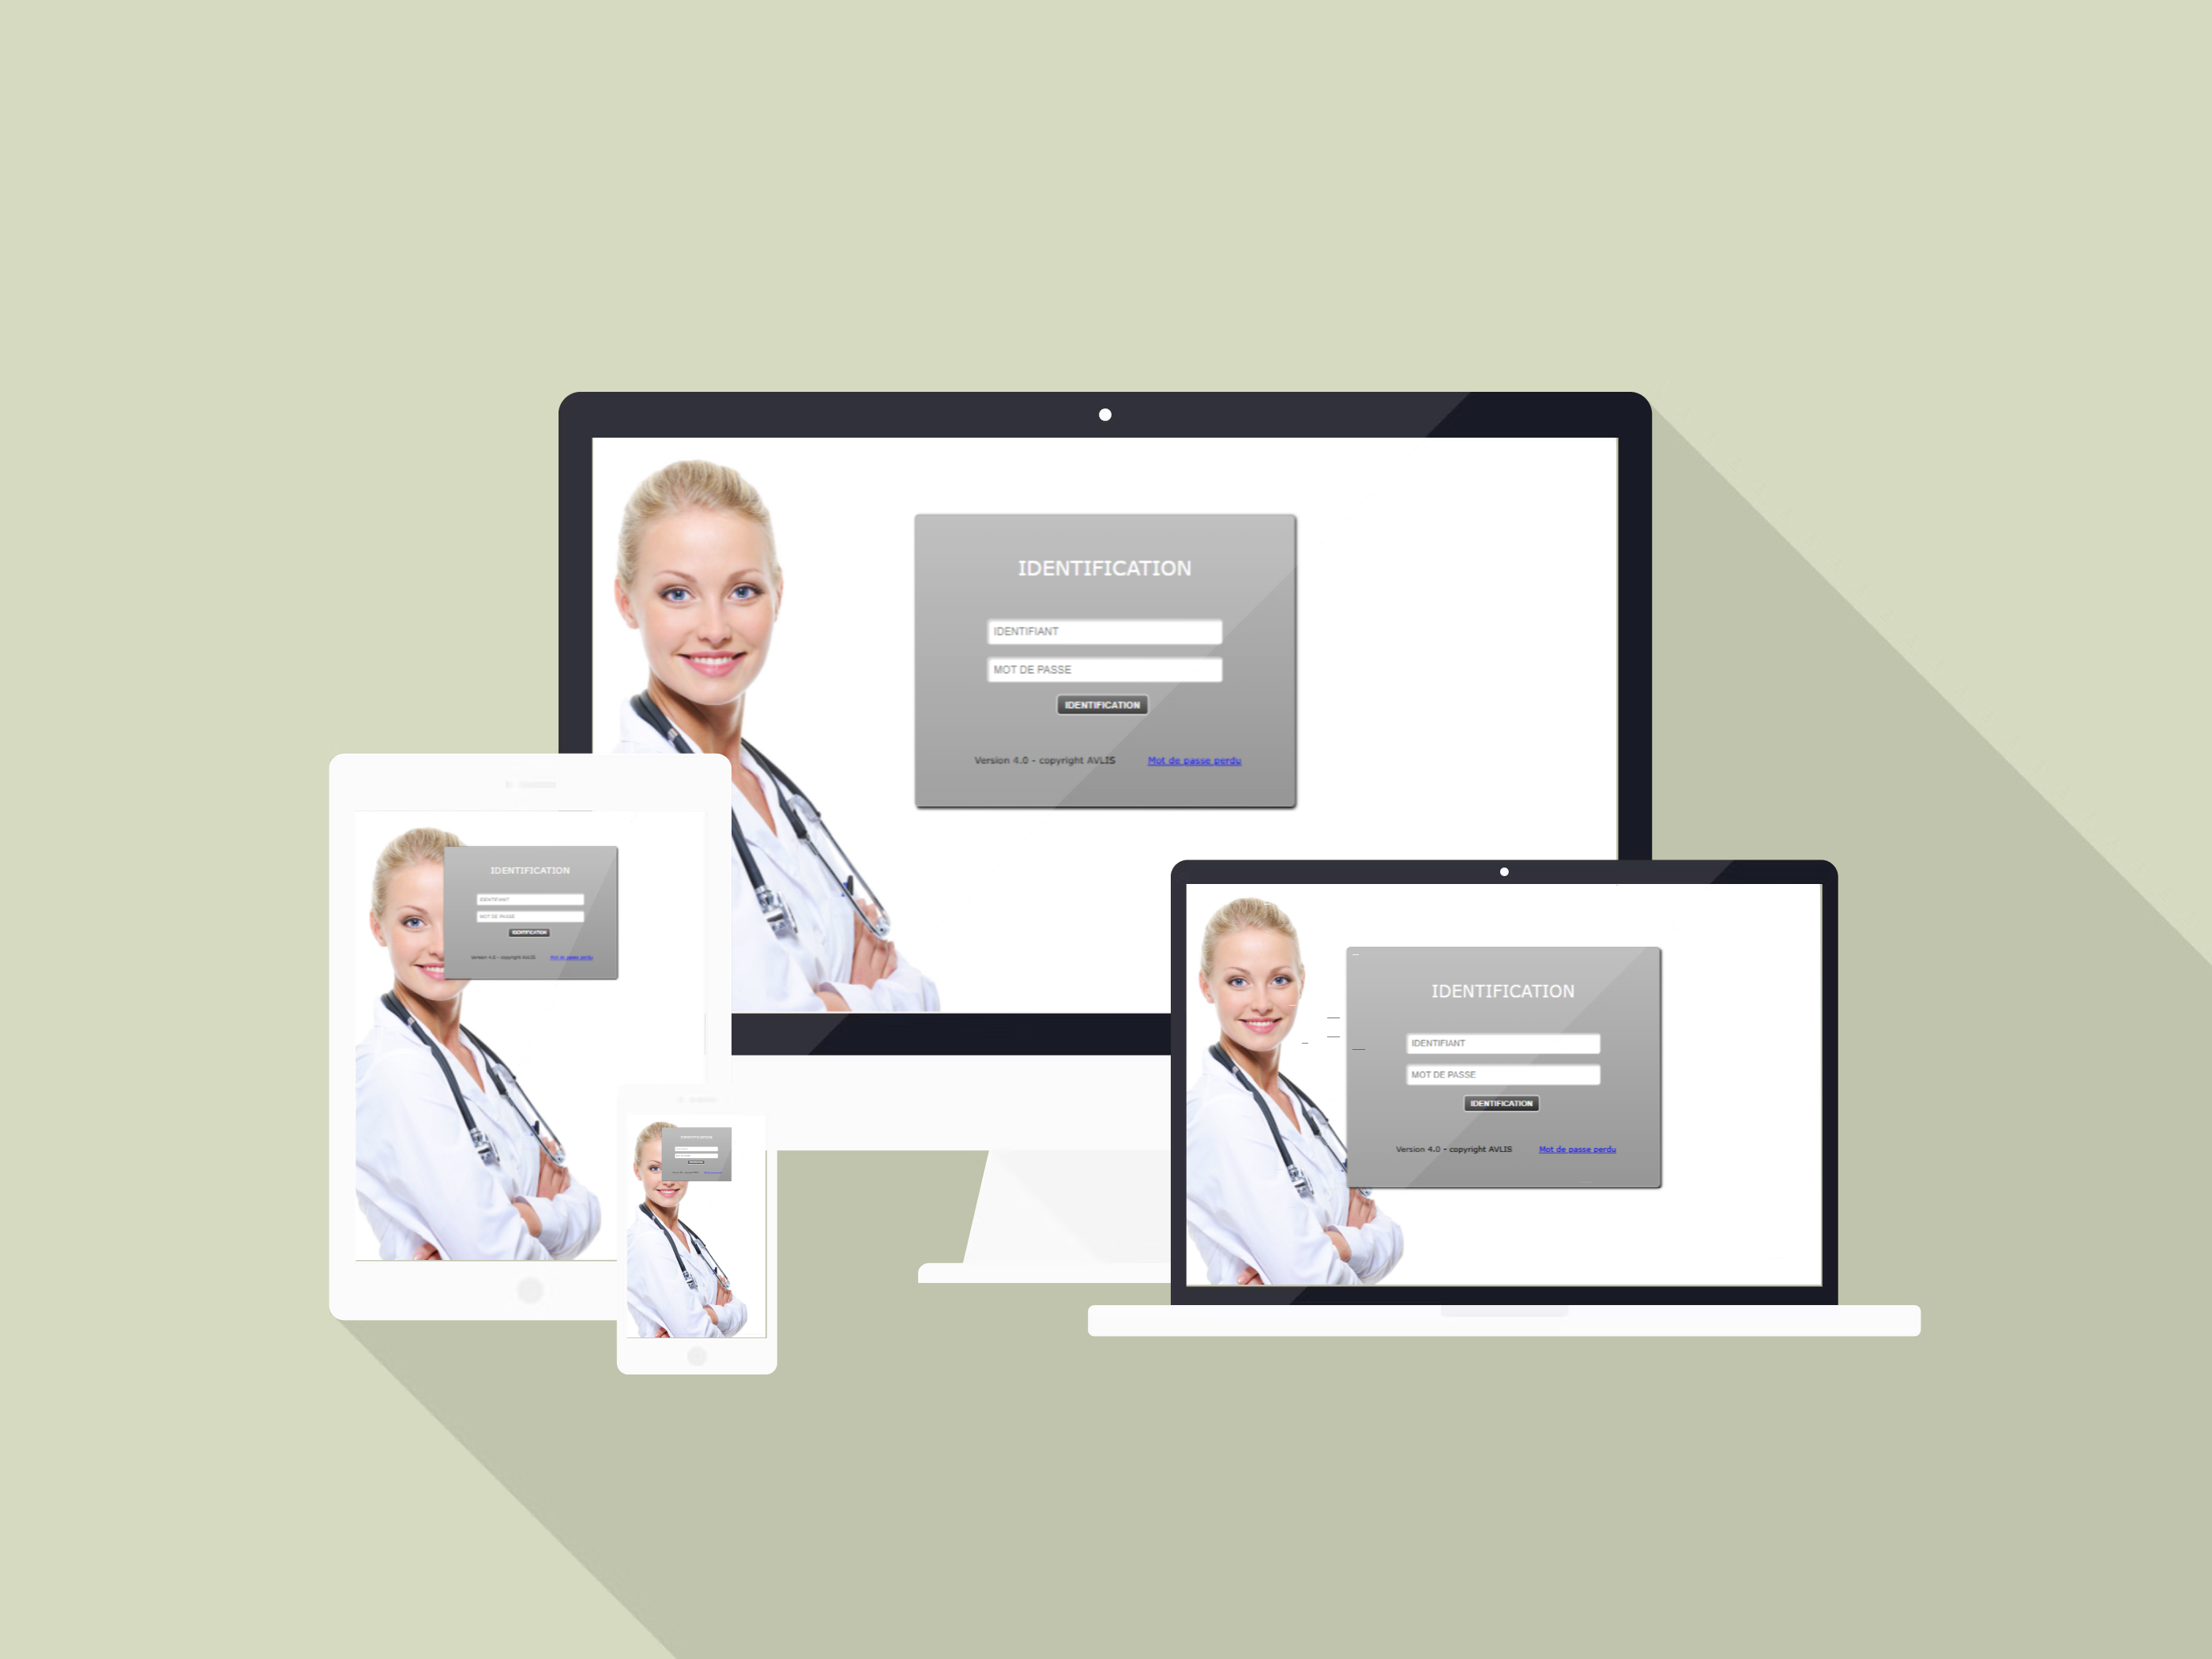 IDENTIFICATION
IDENTIFIANT
MOT DE PASSE
IDENTIFICATION
Version 4.0 - copyright AVLIS Mot de passe perdu
IDENTIFICATION
IDENTIFIANT
MOT DE PASSE
IDENTIFICATION
Version 4.0 - copyright AVLIS Mot de passe perdu
IDENTIFICATION
IDENTIFIANT
MOT DE PASSE
IDENTIFICATION
Version 4.0 - copyright AVLIS Mot de passe perdu
IDENTIFICATION